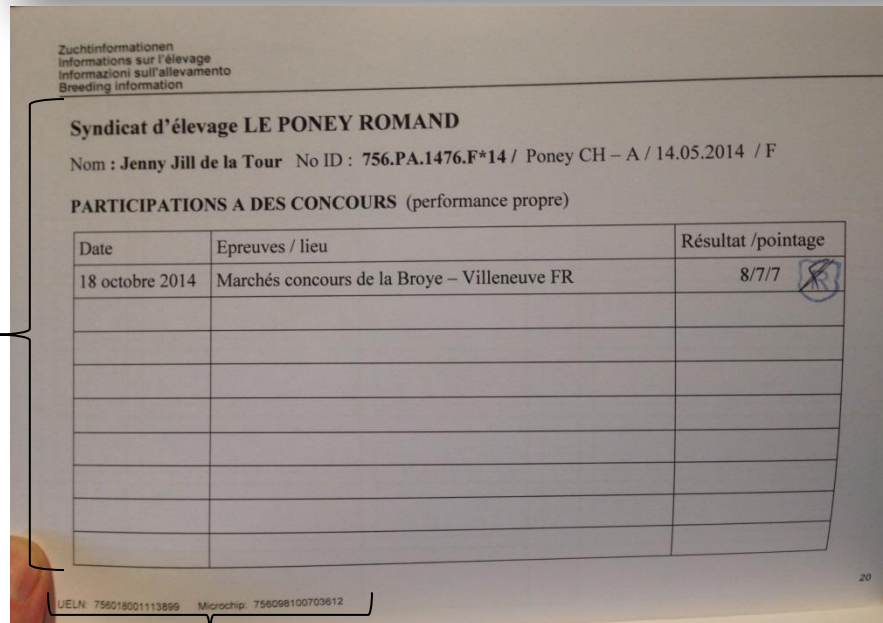 Zuchtinformationen
Informations sur l'élevage
Informazioni sull'allevamento
Breeding information
Syndicat d'élevage LE PONEY ROMAND
Nom : Jenny Jill de la Tour No ID : 756.PA.1476.F*14 / Poney CH – A / 14.05.2014 / F
PARTICIPATIONS A DES CONCOURS (performance propre)
Date Epreuves / lieu Résultat /pointage
18 octobre 2014 Marchés concours de la Broye – Villeneuve FR 8/7/7
R
20
UELN: 756018001113899 Microchip: 756098100703612